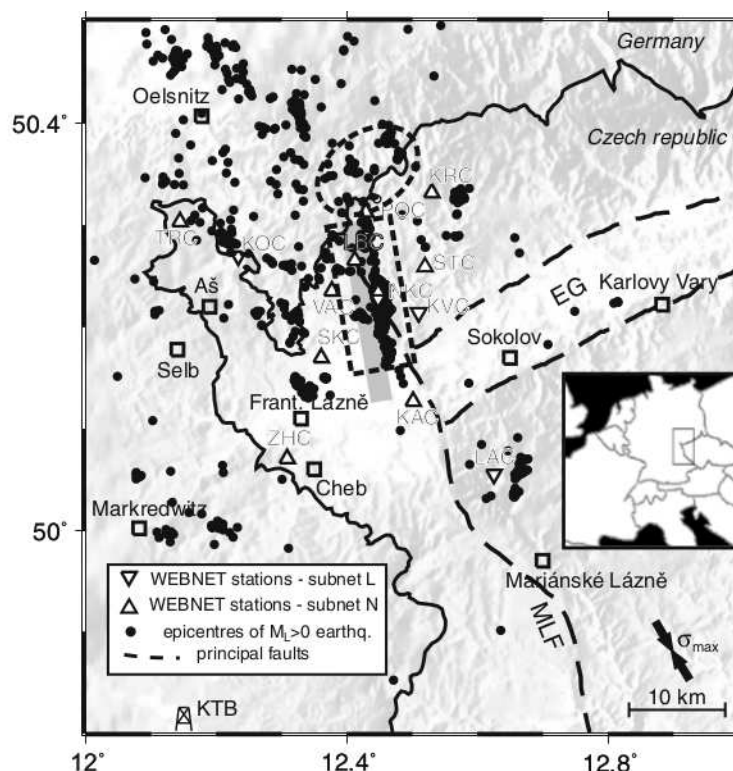 Germany
50.4°
Oelsnitz
Czech republic
KRC
POC
TRC
KOC
LBC
STC
EG
Karlovy Vary
Aš
VAC
NKC
KVC
Sokolov
SKC
Selb
Frant. Lázně
KAC
ZHC
LAC
Cheb
Markredwitz
50°
WEBNET stations - subnet L
WEBNET stations - subnet N
epicentres of ML>0 earthq.
principal faults
Mariánské Lázně
MLF
σmax
KTB
10 km
12°
12.4°
12.8°